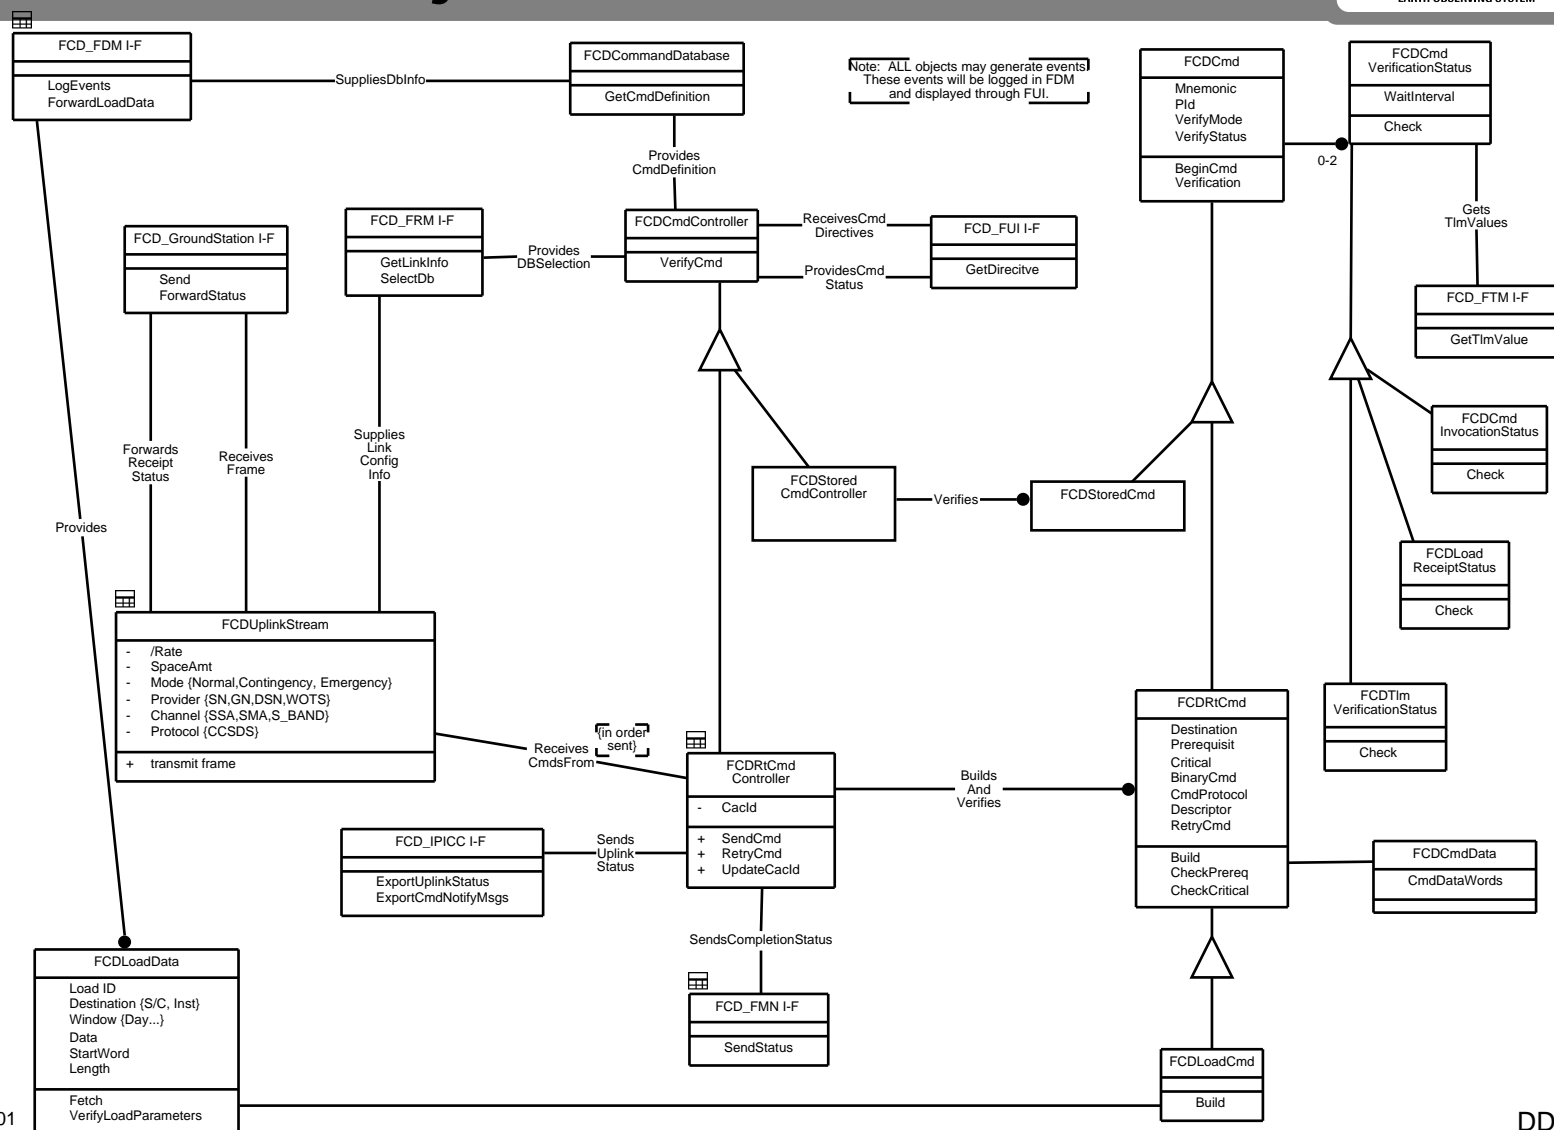 FCD_FDM I-F
LogEvents
ForwardLoadData
SuppliesDbInfo
FCDCommandDatabase
GetCmdDefinition
Note: ALL objects may generate events
These events will be logged in FDM
and displayed through FUI.
FCDCmd
Mnemonic
PId
VerifyMode
VerifyStatus
BeginCmd
Verification
0-2
FCDCmd
VerificationStatus
WaitInterval
Check
Gets
TlmValues
FCD_FTM I-F
GetTlmValue
Provides
CmdDefinition
FCD_GroundStation I-F
Send
ForwardStatus
FCD_FRM I-F
GetLinkInfo
SelectDb
Provides
DBSelection
FCDCmdController
VerifyCmd
ReceivesCmd
Directives
ProvidesCmd
Status
FCD_FUI I-F
GetDirecitve
FCDCmd
InvocationStatus
Check
FCDLoad
ReceiptStatus
Check
FCDTlm
VerificationStatus
Check
Forwards
Receipt
Status
Receives
Frame
Supplies
Link
Config
Info
Provides
FCDStored
CmdController
Verifies
FCDStoredCmd
FCDUplinkStream
- /Rate
- SpaceAmt
- Mode {Normal,Contingency, Emergency}
- Provider {SN,GN,DSN,WOTS}
- Channel {SSA,SMA,S_BAND}
- Protocol {CCSDS}
+ transmit frame
Receives
CmdsFrom
{in order
sent}
FCDRtCmd
Controller
- CacId
+ SendCmd
+ RetryCmd
+ UpdateCacId
Builds
And
Verifies
FCDRtCmd
Destination
Prerequisit
Critical
BinaryCmd
CmdProtocol
Descriptor
RetryCmd
Build
CheckPrereq
CheckCritical
FCDCmdData
CmdDataWords
FCD_IPICC I-F
ExportUplinkStatus
ExportCmdNotifyMsgs
Sends
Uplink
Status
SendsCompletionStatus
FCD_FMN I-F
SendStatus
FCDLoadData
Load ID
Destination {S/C, Inst}
Window {Day...}
Data
StartWord
Length
Fetch
VerifyLoadParameters
FCDLoadCmd
Build
01
DD